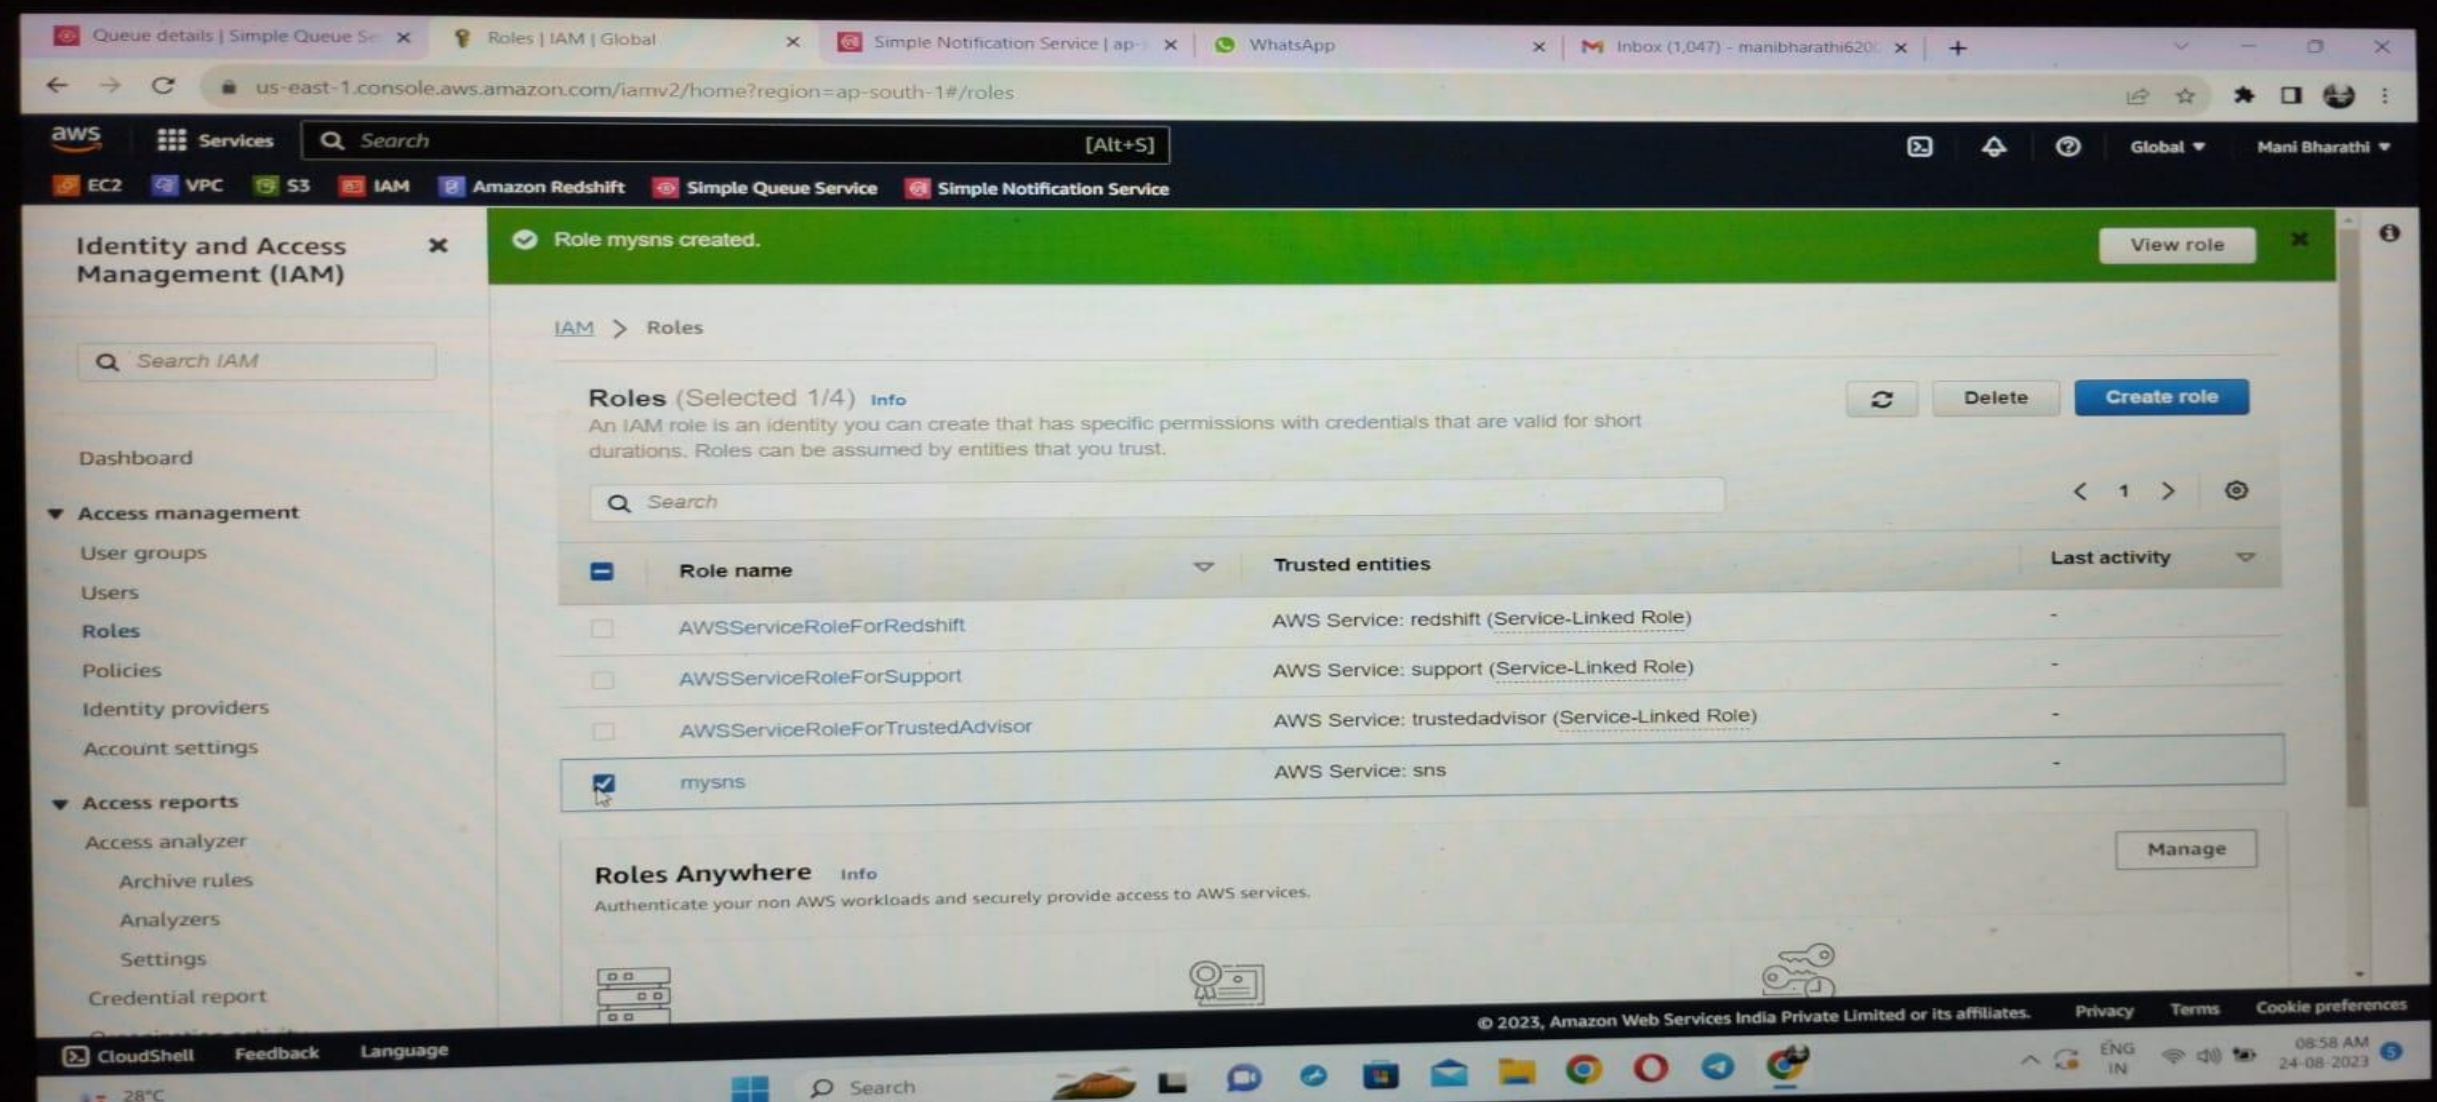 Queue details | Simple Queue Se
Roles | IAM | Global
Simple Notification Service | ap-
WhatsApp
Inbox (1,047) - manibharathi620
us-east-1.console.aws.amazon.com/iamv2/home?region=ap-south-1#/roles
aws
Services
Search
[Alt+S]
Global
Mani Bharathi
EC2
VPC
S3
IAM
Amazon Redshift
Simple Queue Service
Simple Notification Service
Identity and Access
Management (IAM)
Search IAM
Dashboard
Access management
User groups
Users
Roles
Policies
Identity providers
Account settings
Access reports
Access analyzer
Archive rules
Analyzers
Settings
Credential report
Role mysns created.
View role
IAM > Roles
Roles (Selected 1/4) Info
An IAM role is an identity you can create that has specific permissions with credentials that are valid for short
durations. Roles can be assumed by entities that you trust.
Delete
Create role
Search
1
Role name
Trusted entities
Last activity
AWSServiceRoleForRedshift
AWS Service: redshift (Service-Linked Role)
-
AWSServiceRoleForSupport
AWS Service: support (Service-Linked Role)
-
AWSServiceRoleForTrustedAdvisor
AWS Service: trustedadvisor (Service-Linked Role)
-
mysns
AWS Service: sns
-
Roles Anywhere Info
Authenticate your non AWS workloads and securely provide access to AWS services.
Manage
© 2023, Amazon Web Services India Private Limited or its affiliates.
Privacy
Terms
Cookie preferences
CloudShell
Feedback
Language
28°C
Search
ENG
IN
08:58 AM
24-08-2023
5